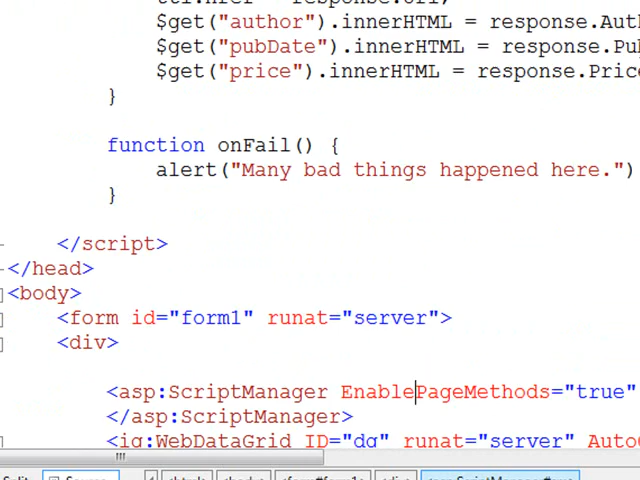 $get("author").innerHTML = response.Aut
$get("pubDate").innerHTML = response.Pu
$get("price").innerHTML = response.Price
}
function onFail() {
alert("Many bad things happened here.")
}
</script>
</head>
<body>
<form id="form1" runat="server">
<div>
<asp:ScriptManager EnablePageMethods="true"
</asp:ScriptManager>
<ig:WebDataGrid ID="dg" runat="server" Auto
Source